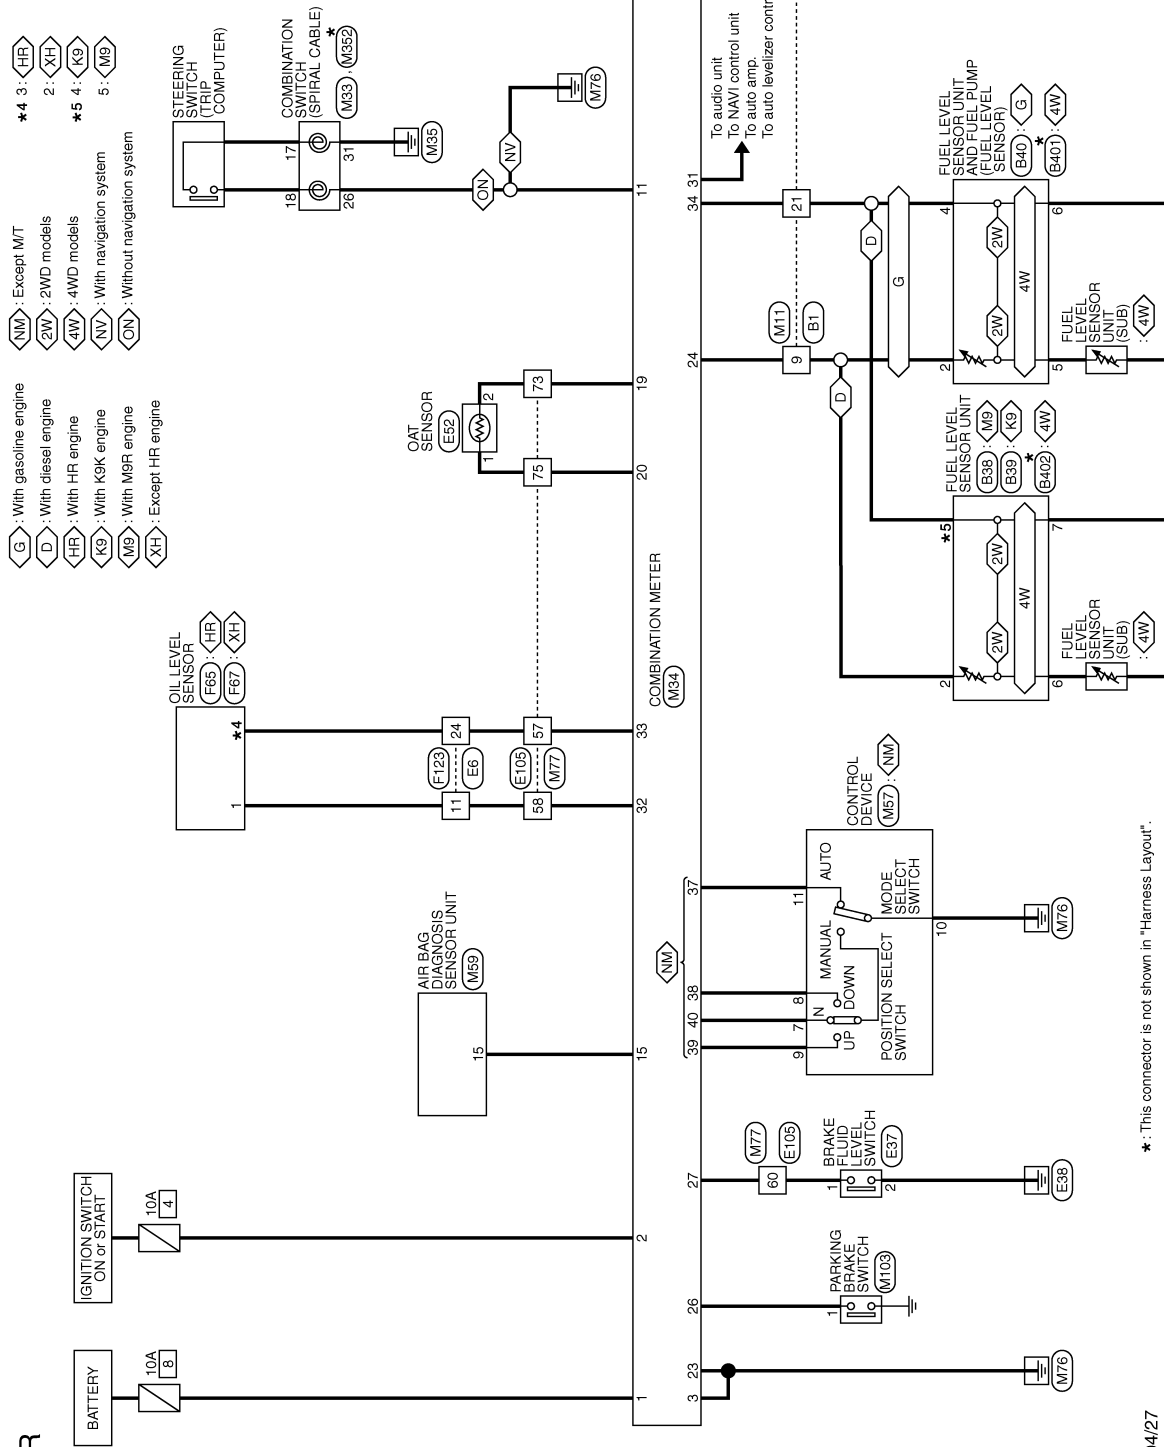 R
BATTERY
10A
8
IGNITION SWITCH
ON or START
10A
4
AIR BAG
DIAGNOSIS
SENSOR UNIT
M59
15
OIL LEVEL
SENSOR
F65 : HR
F67 : XH
1
*4
F123
E6
11
24
E105
M77
58
57
G : With gasoline engine
D : With diesel engine
HR : With HR engine
K9 : With K9K engine
M9 : With M9R engine
XH : Except HR engine
NM : Except M/T
2W : 2WD models
4W : 4WD models
NV : With navigation system
ON : Without navigation system
*4 3 : HR
2 : XH
*5 4 : K9
5 : M9
OAT
SENSOR
E52
1
2
75
73
STEERING
SWITCH
(TRIP
COMPUTER)
COMBINATION
SWITCH
(SPIRAL CABLE)
M33 , M352
*
18
17
26
31
M35
ON
NV
M76
1
2
15
32
33
20
19
11
COMBINATION METER
M34
3
23
26
27
39
40
38
37
24
34
31
M76
1
PARKING
BRAKE
SWITCH
M103
M77
E105
60
1
2
BRAKE
FLUID
LEVEL
SWITCH
E37
E38
NM
9
7
8
11
UP
N
DOWN
MANUAL
AUTO
POSITION SELECT
SWITCH
MODE
SELECT
SWITCH
10
CONTROL
DEVICE
M57 : NM
M76
To audio unit
To NAVI control unit
To auto amp.
To auto levelizer contr
M11
B1
9
21
D
D
G
2
*5
2W
2W
4W
6
7
FUEL LEVEL
SENSOR UNIT
B38 : M9
B39 : K9
*
B402 : 4W
FUEL
LEVEL
SENSOR
UNIT
(SUB)
: 4W
2
4
2W
2W
4W
5
6
FUEL LEVEL
SENSOR UNIT
AND FUEL PUMP
(FUEL LEVEL
SENSOR)
B40 : G
*
B401 : 4W
FUEL
LEVEL
SENSOR
UNIT
(SUB)
: 4W
* : This connector is not shown in "Harness Layout".
04/27